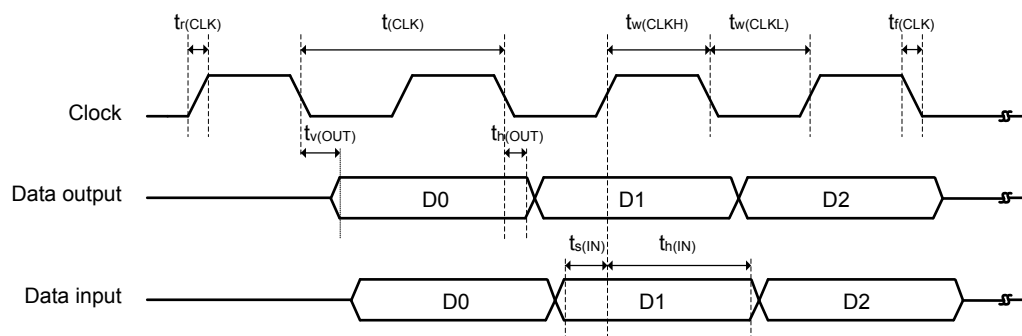 tr(CLK) t(CLK) tw(CLKH) tw(CLKL) tf(CLK)
Clock
tv(OUT) th(OUT)
Data output D0 D1 D2
ts(IN) th(IN)
Data input D0 D1 D2